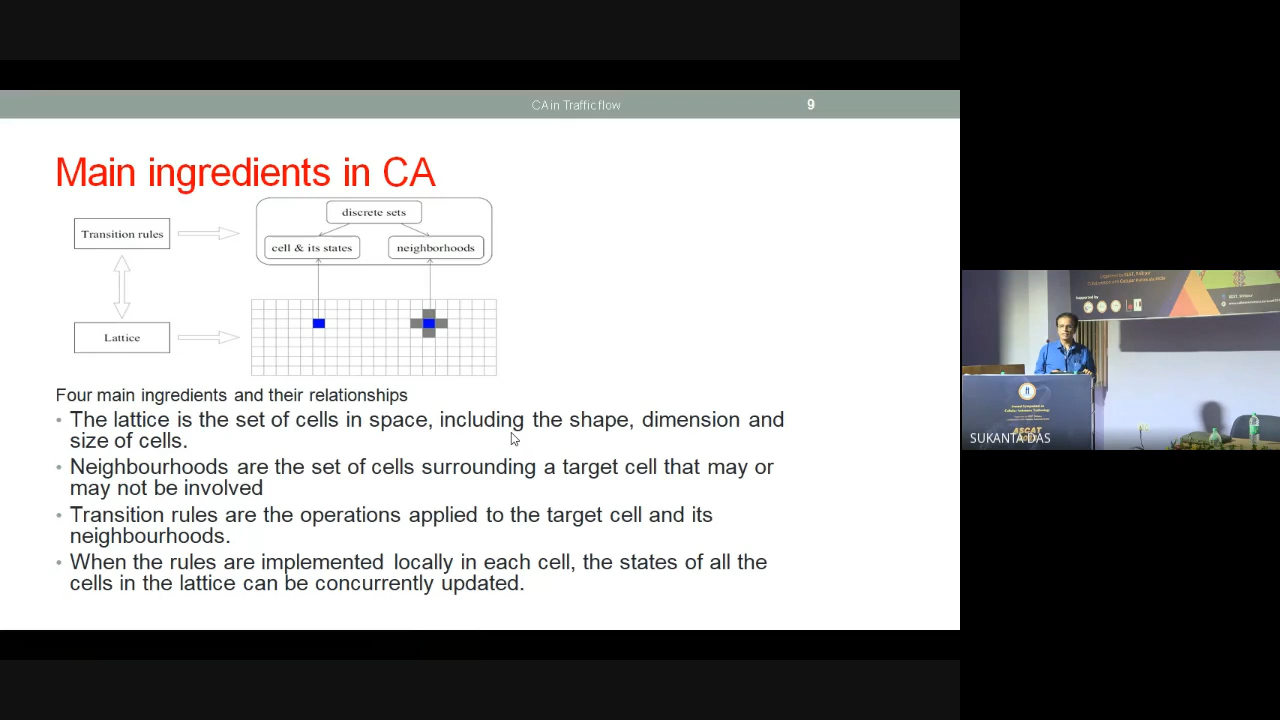 CA in Traffic flow
9
Main ingredients in CA
discrete sets
Transition rules
cell & its states
neighborhoods
Lattice
Four main ingredients and their relationships
• The lattice is the set of cells in space, including the shape, dimension and
size of cells.
• Neighbourhoods are the set of cells surrounding a target cell that may or
may not be involved
• Transition rules are the operations applied to the target cell and its
neighbourhoods.
• When the rules are implemented locally in each cell, the states of all the
cells in the lattice can be concurrently updated.
Supported by
ASCAT
SUKANTA DAS